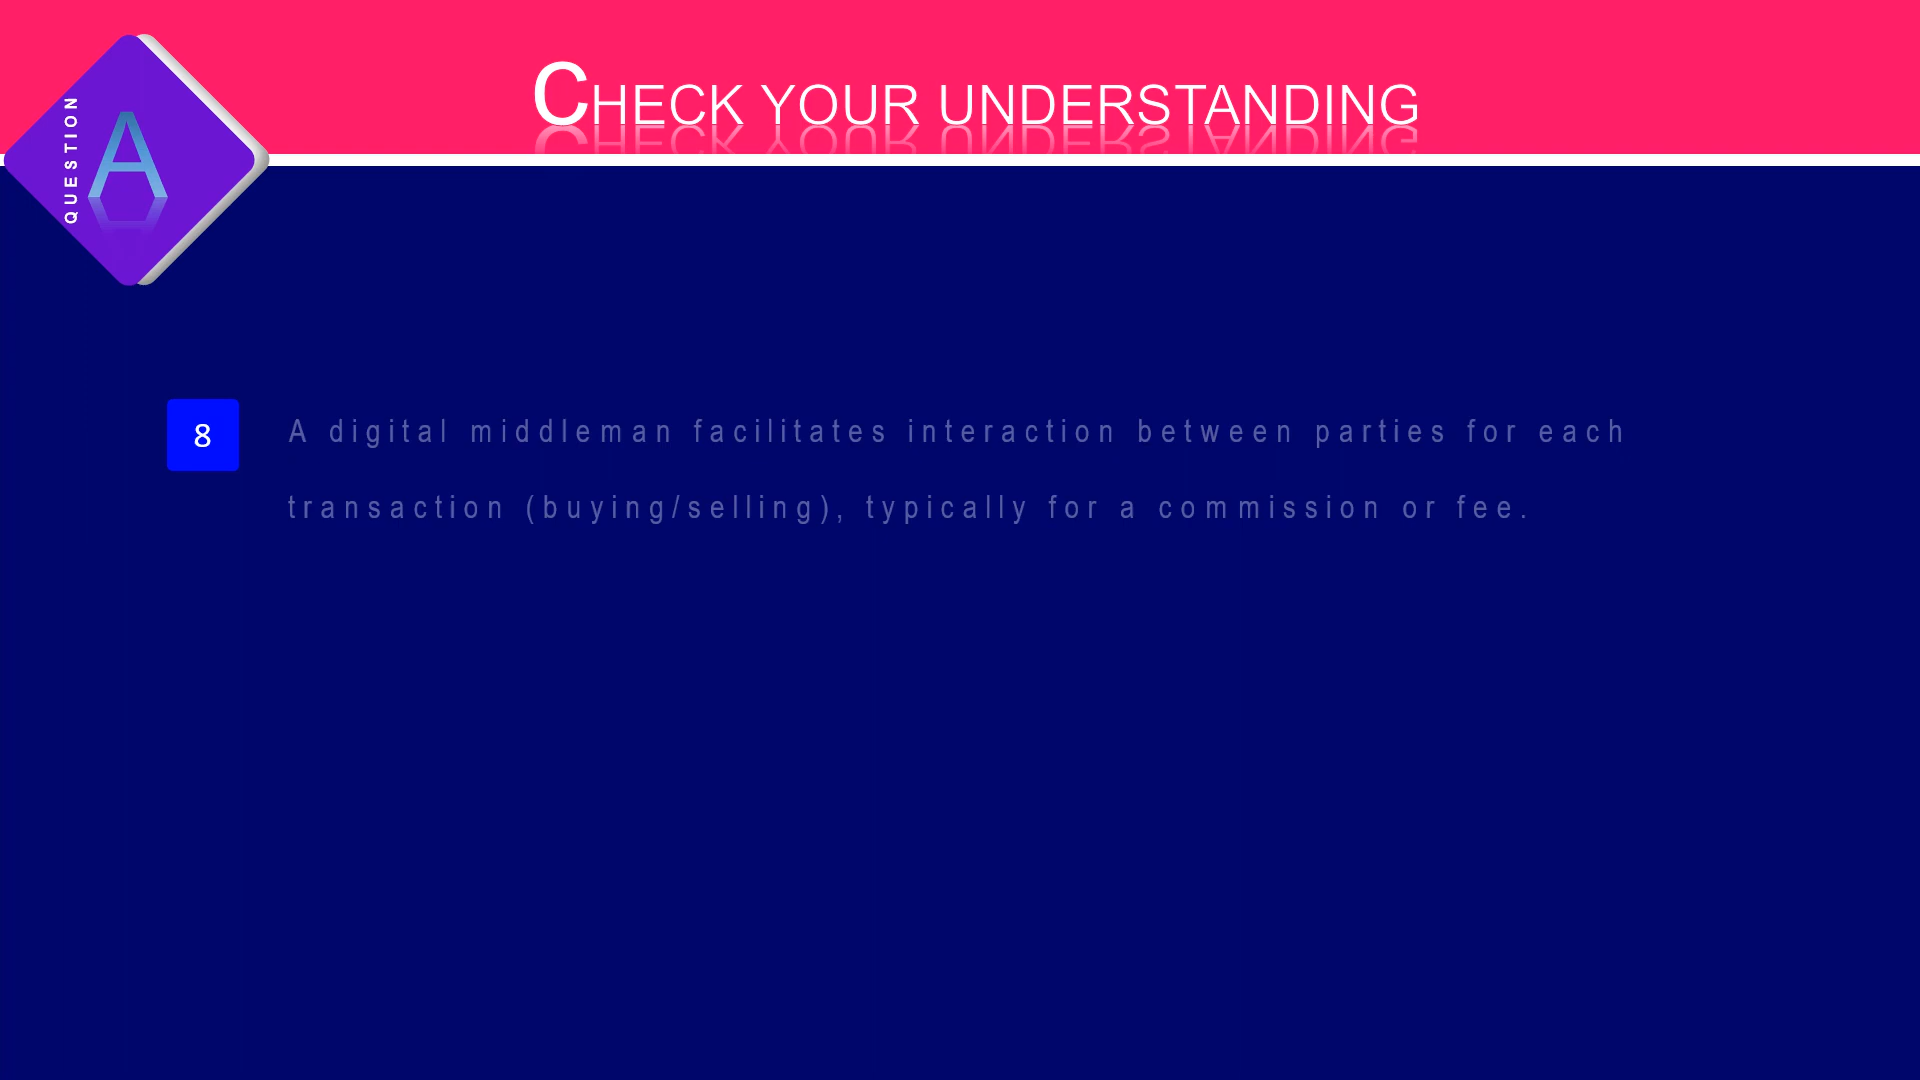 CHECK YOUR UNDERSTANDING
QUESTION
A
8
A digital middleman facilitates interaction between parties for each
transaction (buying/selling), typically for a commission or fee.